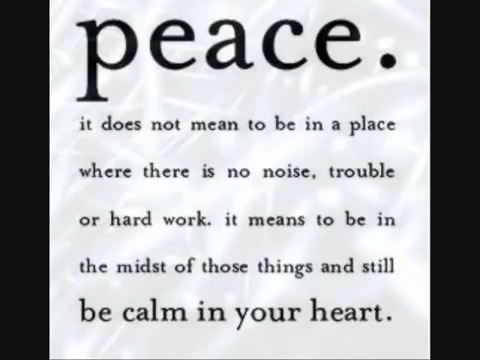 peace.
it does not mean to be in a place
where there is no noise, trouble
or hard work. it means to be in
the midst of those things and still
be calm in your heart.